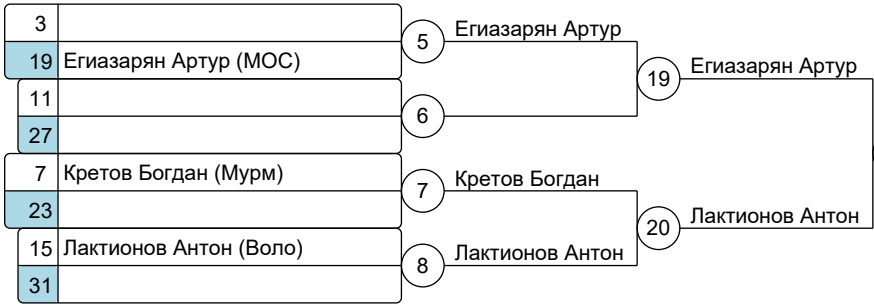 3
19 Егиазарян Артур (МОС)
5 Егиазарян Артур
19 Егиазарян Артур
11
27
6
7 Кретов Богдан (Мурм)
23
7 Кретов Богдан
20 Лактионов Антон
15 Лактионов Антон (Воло)
31
8 Лактионов Антон